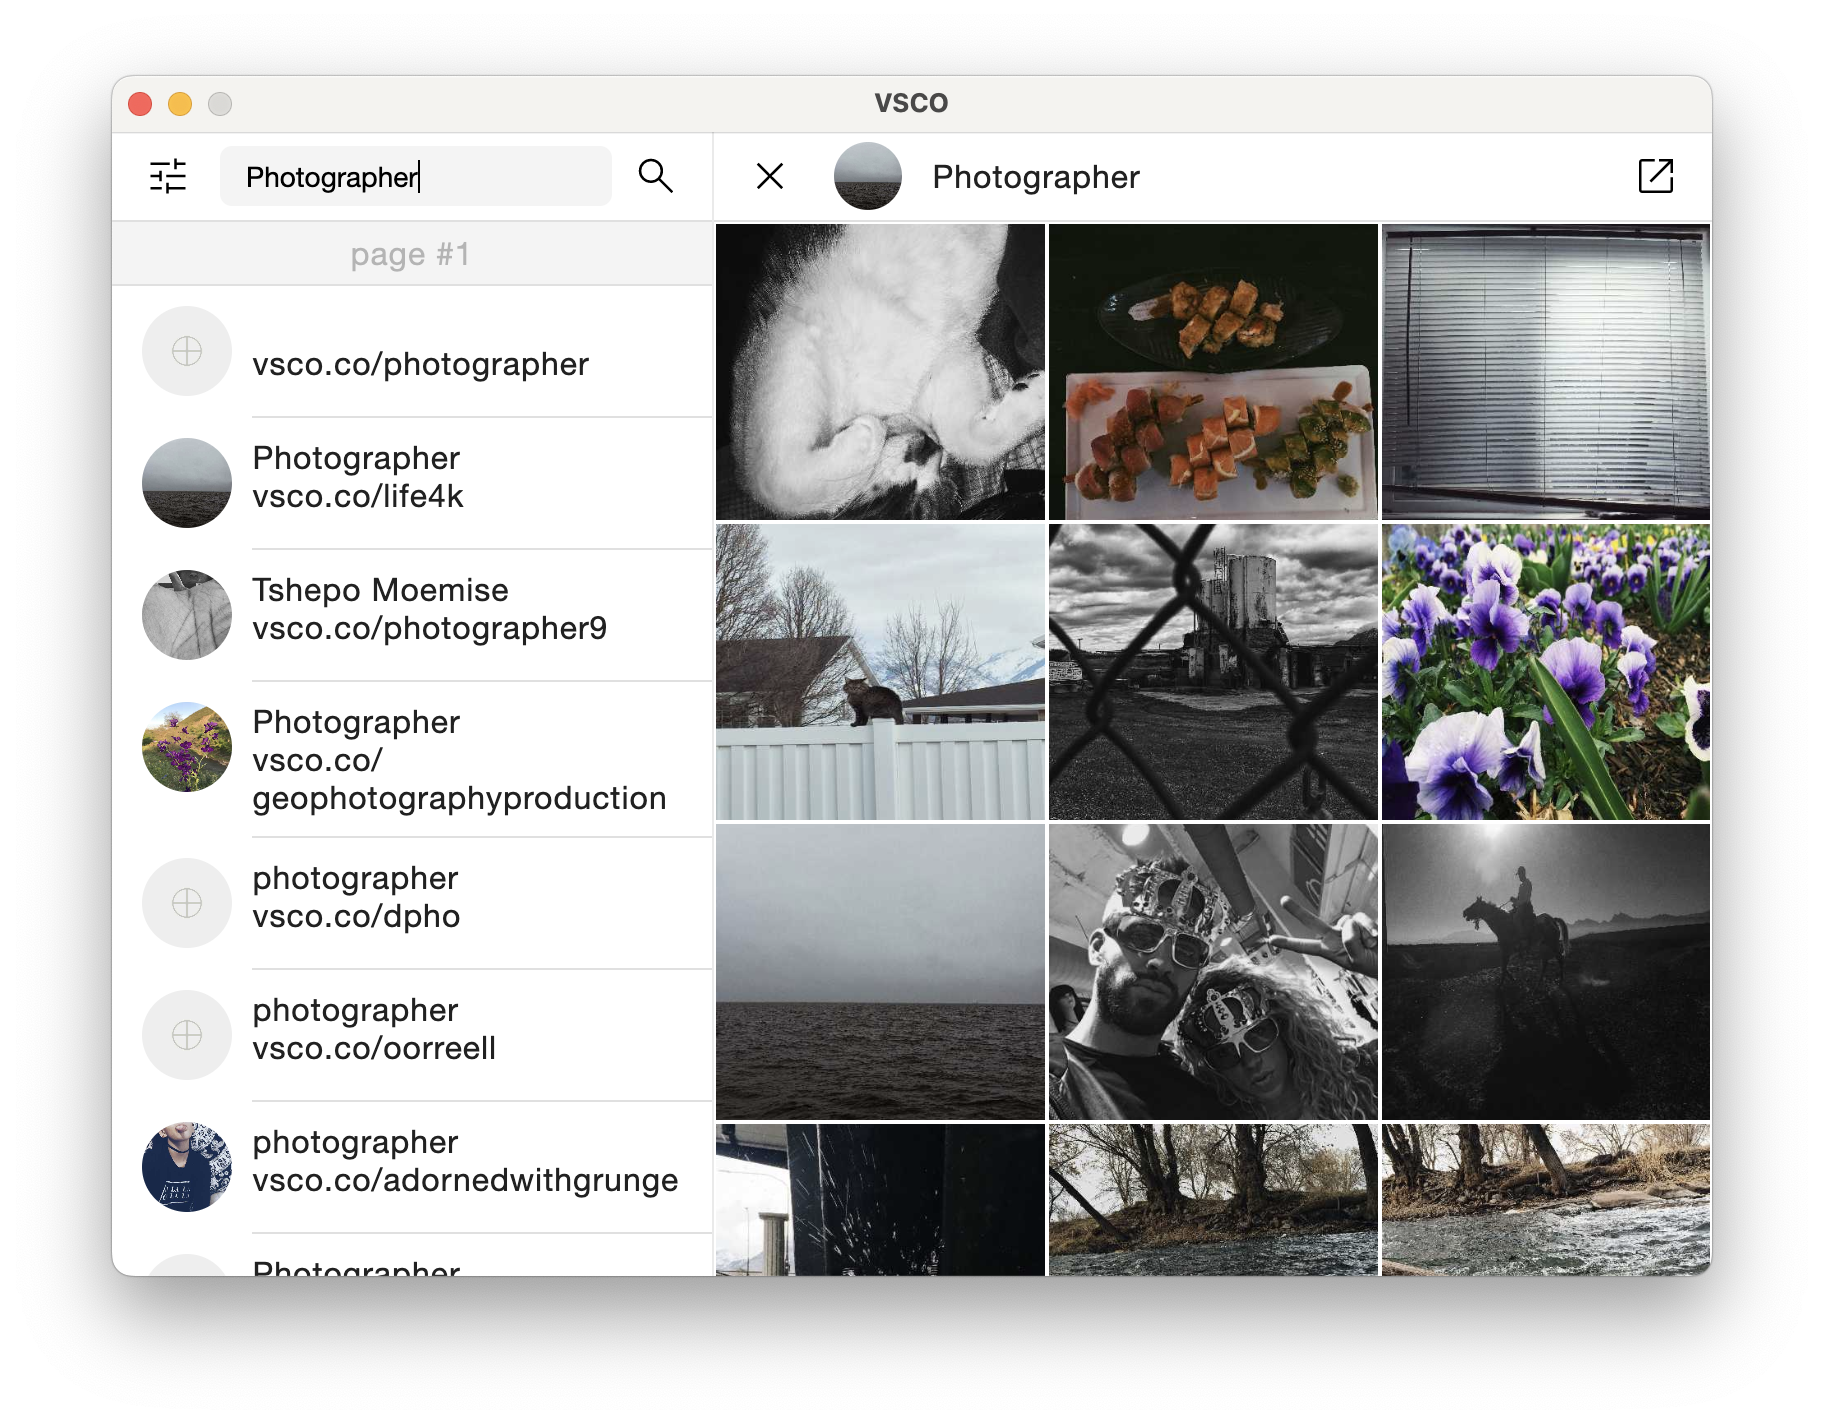 vsco
Photographer
Photographer
page #1
vsco.co/photographer
Photographer
vsco.co/life4k
Tshepo Moemise
vsco.co/photographer9
Photographer
vsco.co/
geophotographyproduction
photographer
vsco.co/dpho
photographer
vsco.co/oorreell
photographer
vsco.co/adornedwithgrunge
Photographer